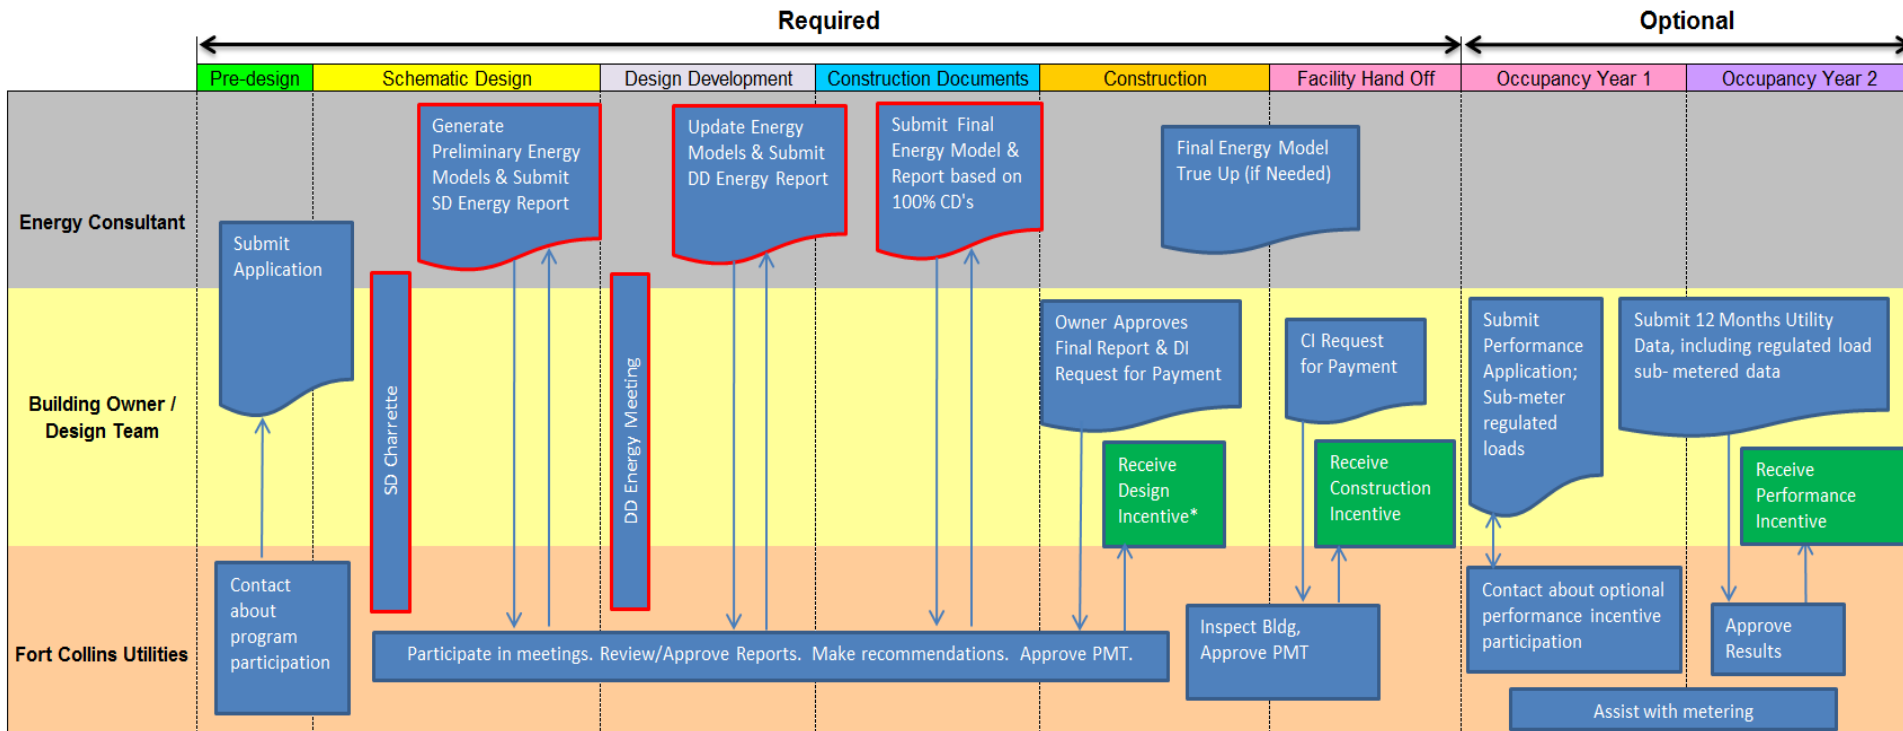 Required
Optional
Pre-design
Schematic Design
Design Development
Construction Documents
Construction
Facility Hand Off
Occupancy Year 1
Occupancy Year 2
Energy Consultant
Submit
Application
Generate
Preliminary Energy
Models & Submit
SD Energy Report
Update Energy
Models & Submit
DD Energy Report
Submit Final
Energy Model &
Report based on
100% CD's
Final Energy Model
True Up (if Needed)
Building Owner /
Design Team
SD Charrette
DD Energy Meeting
Owner Approves
Final Report & DI
Request for Payment
Receive
Design
Incentive*
CI Request
for Payment
Receive
Construction
Incentive
Submit
Performance
Application;
Sub-meter
regulated
loads
Submit 12 Months Utility
Data, including regulated load
sub- metered data
Receive
Performance
Incentive
Fort Collins Utilities
Contact
about
program
participation
Participate in meetings. Review/Approve Reports. Make recommendations. Approve PMT.
Inspect Bldg,
Approve PMT
Contact about optional
performance incentive
participation
Approve
Results
Assist with metering